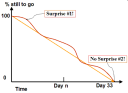 % still to go
Surprise #1!
100
No Surprise #2!
0
Time
Day n
Day 33